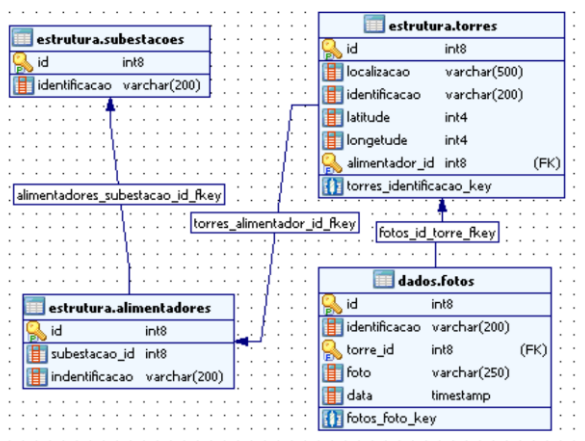 estrutura.subestacoes
id int8
identificacao varchar(200)
estrutura.torres
id int8
localizacao varchar(500)
identificacao varchar(200)
latitude int4
longetude int4
alimentador_id int8 (FK)
torres_identificacao_key
alimentadores_subestacao_id_fkey
torres_alimentador_id_fkey
fotos_id_torre_fkey
estrutura.alimentadores
id int8
subestacao_id int8
indentificacao varchar(200)
dados.fotos
id int8
identificacao varchar(200)
torre_id int8 (FK)
foto varchar(250)
data timestamp
fotos_foto_key